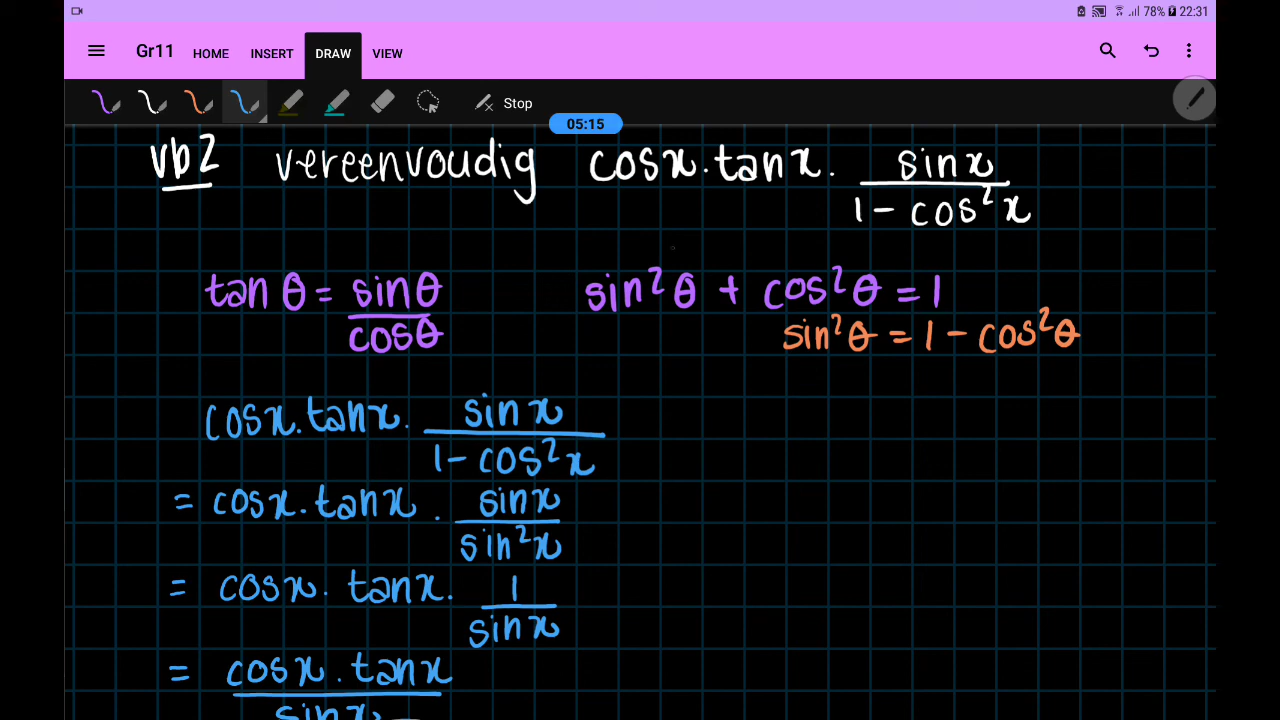 78% 22:31
Gr11 HOME INSERT DRAW VIEW
Stop
05:15
vb2 vereenvoudig cosx.tanx. sinx
1 - cos²x
tan θ = sinθ
cosθ
sin²θ + cos²θ = 1
sin²θ = 1 - cos²θ
cosx.tanx. sinx
1 - cos²x
= cosx.tanx . sinx
sin²x
= cosx. tanx. 1
sinx
= cosx . tanx
sinx